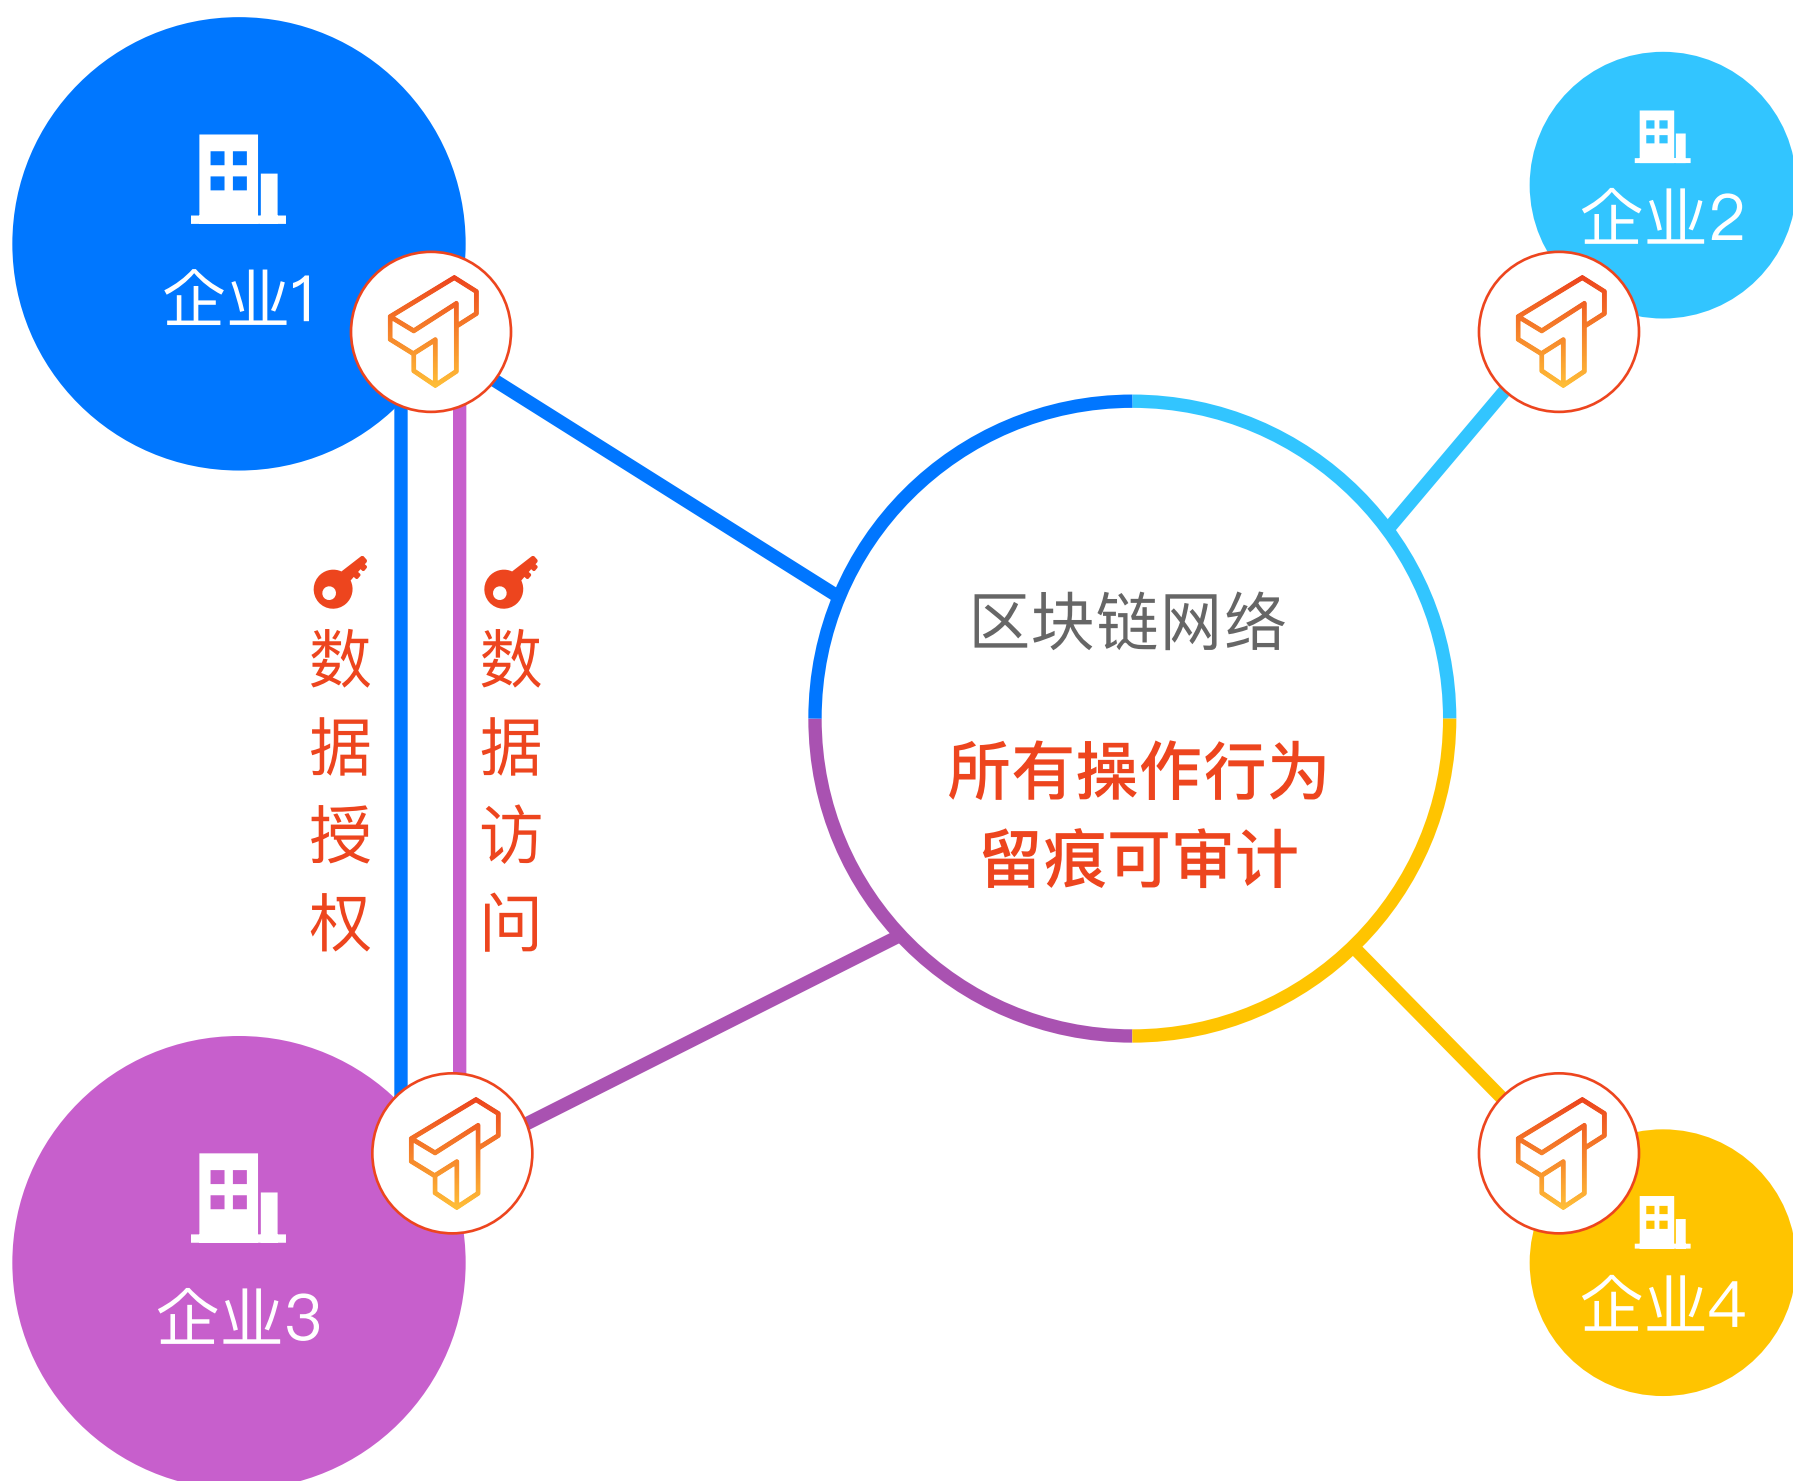 企业1
企业2
区块链网络
所有操作行为
留痕可审计
数据授权
数据访问
企业3
企业4